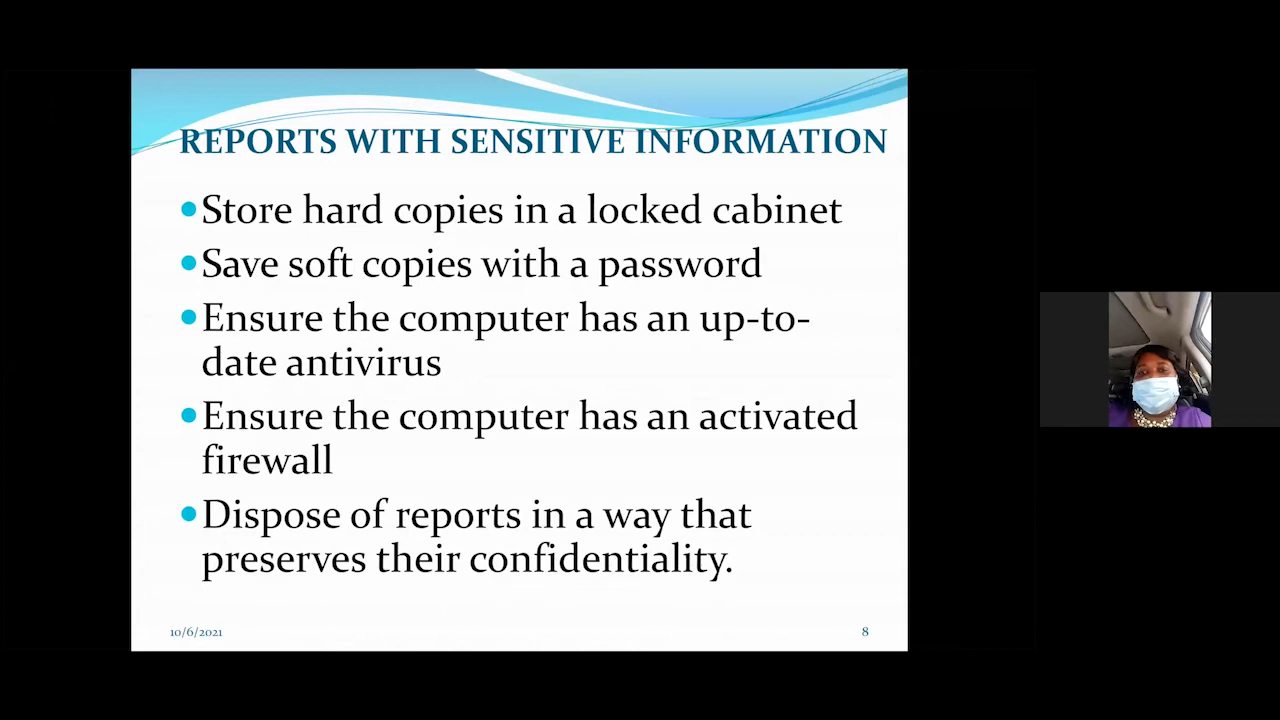 REPORTS WITH SENSITIVE INFORMATION
•Store hard copies in a locked cabinet
•Save soft copies with a password
•Ensure the computer has an up-to-
date antivirus
•Ensure the computer has an activated
firewall
•Dispose of reports in a way that
preserves their confidentiality.
10/6/2021
8